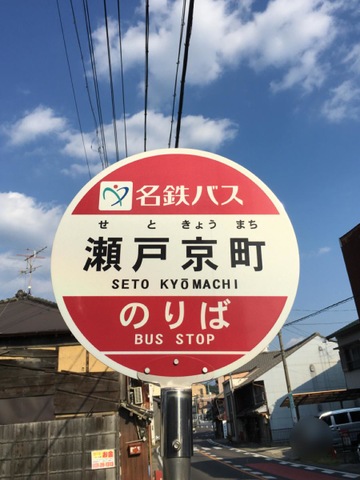 名鉄バス
せ と きょう まち
瀬戸京町
SETO KYŌMACHI
のりば
BUS STOP